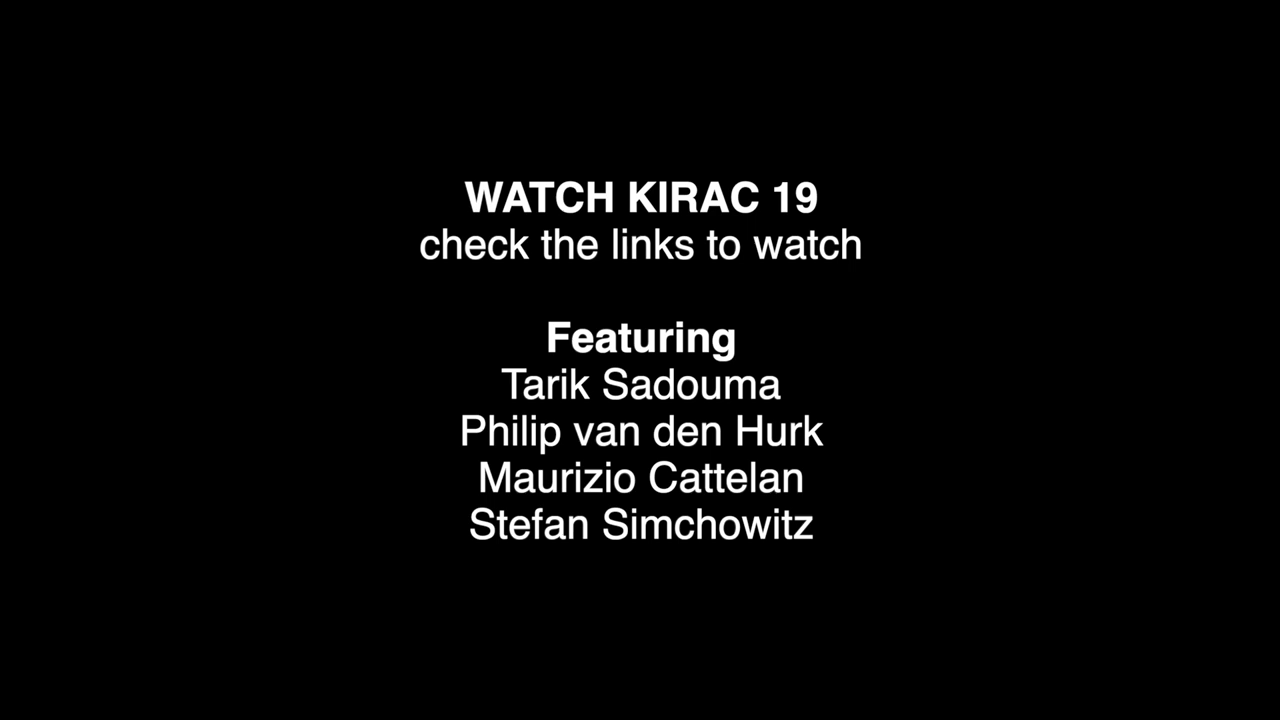 WATCH KIRAC 19
check the links to watch
Featuring
Tarik Sadouma
Philip van den Hurk
Maurizio Cattelan
Stefan Simchowitz